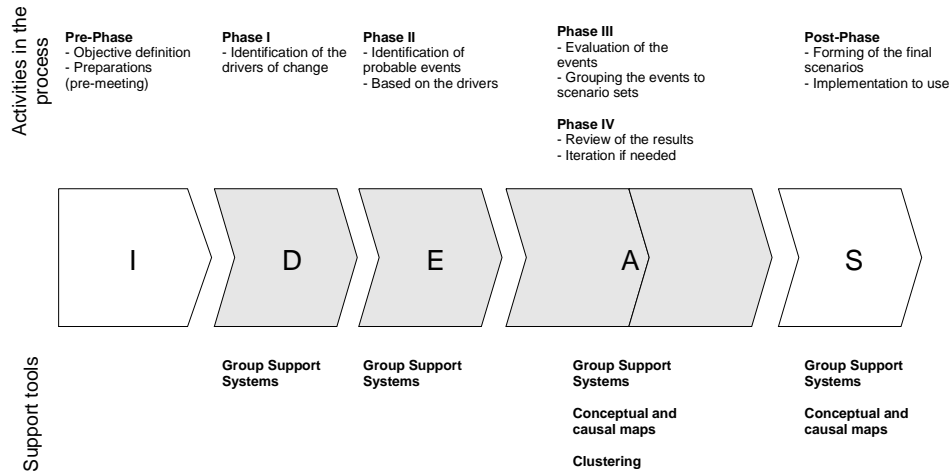 Activities in the
process
Pre-Phase
- Objective definition
- Preparations
(pre-meeting)
Phase I
- Identification of the
drivers of change
Phase II
- Identification of
probable events
- Based on the drivers
Phase III
- Evaluation of the
events
- Grouping the events to
scenario sets
Phase IV
- Review of the results
- Iteration if needed
Post-Phase
- Forming of the final
scenarios
- Implementation to use
I
D
E
A
S
Support tools
Group Support
Systems
Group Support
Systems
Group Support
Systems
Conceptual and
causal maps
Clustering
Group Support
Systems
Conceptual and
causal maps